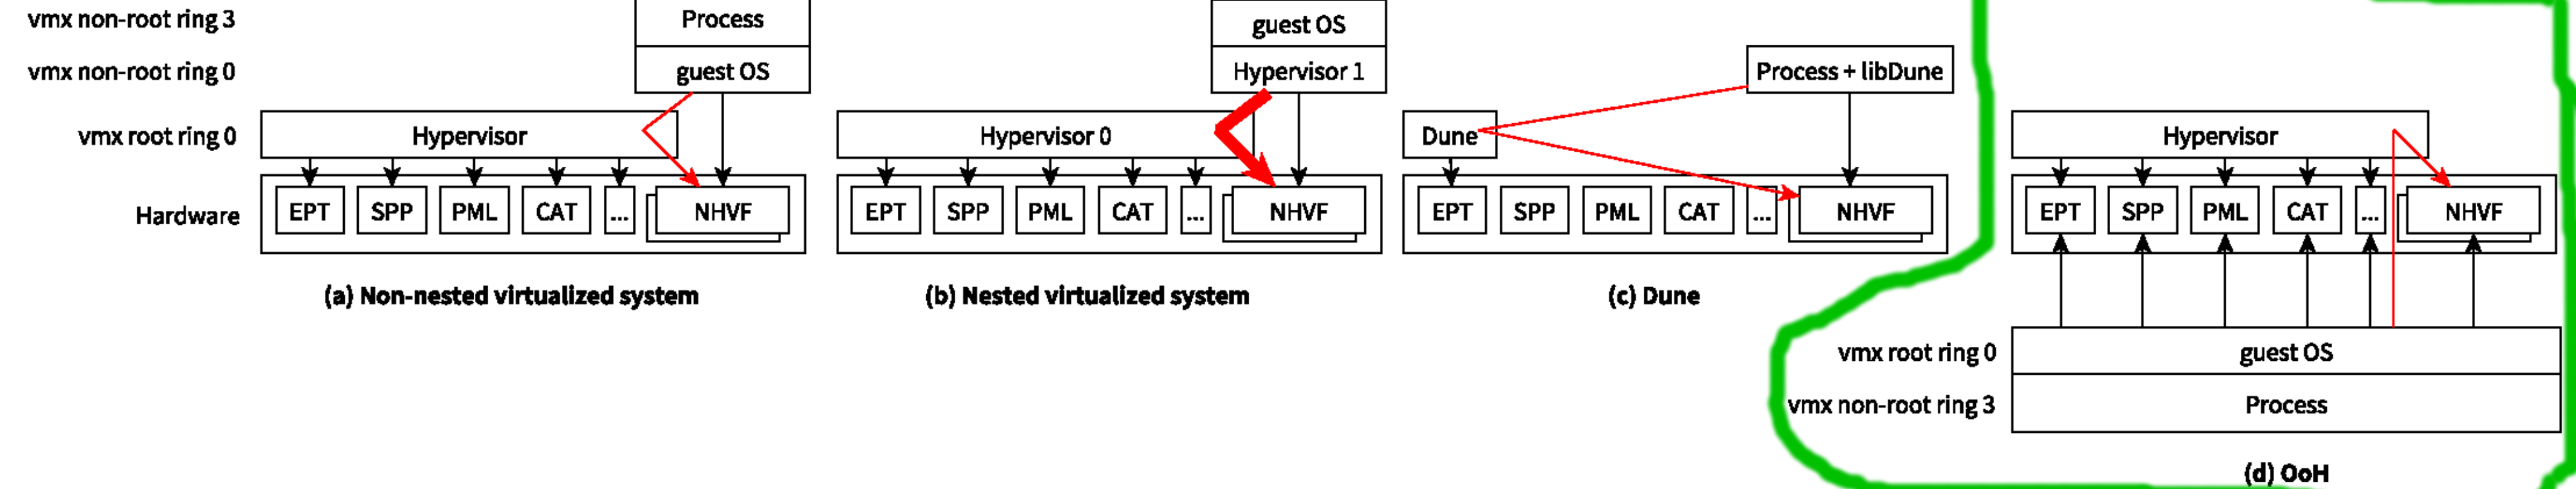 vmx non-root ring 3
vmx non-root ring 0
vmx root ring 0
Hardware
Process
guest OS
Hypervisor
EPT SPP PML CAT ... NHVF
(a) Non-nested virtualized system
guest OS
Hypervisor 1
Hypervisor 0
EPT SPP PML CAT ... NHVF
(b) Nested virtualized system
Process + libDune
Dune
EPT SPP PML CAT ... NHVF
(c) Dune
Hypervisor
EPT SPP PML CAT ... NHVF
vmx root ring 0
guest OS
vmx non-root ring 3
Process
(d) OoH